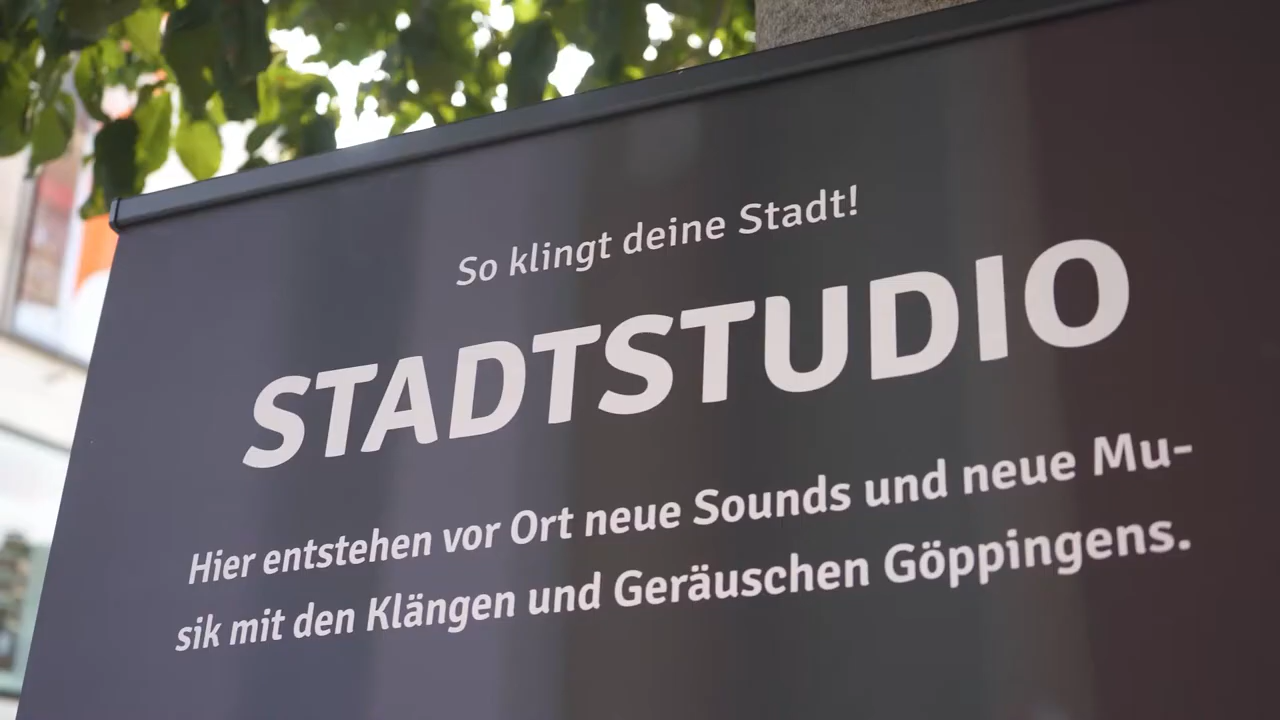 So klingt deine Stadt!
STADTSTUDIO
Hier entstehen vor Ort neue Sounds und neue Mu-
sik mit den Klängen und Geräuschen Göppingens.